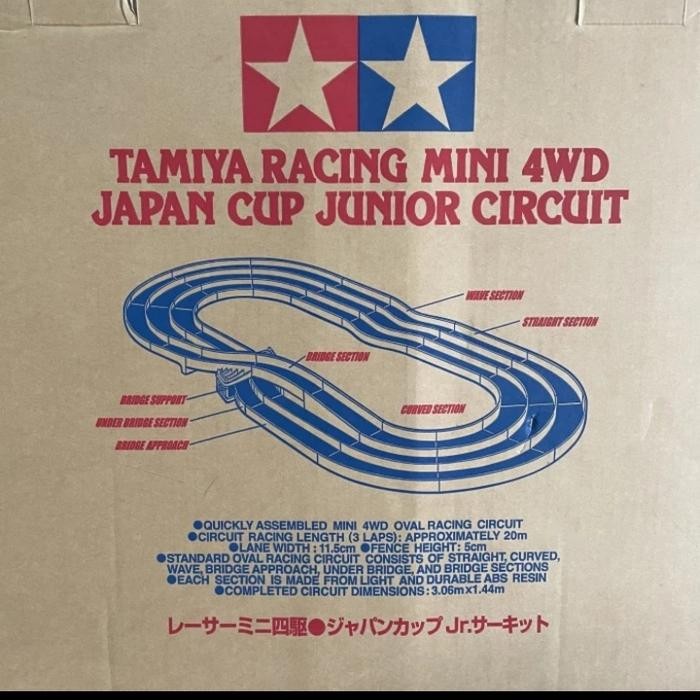 TAMIYA RACING MINI 4WD
JAPAN CUP JUNIOR CIRCUIT
WAVE SECTION
STRAIGHT SECTION
BRIDGE SECTION
BRIDGE SUPPORT
CURVED SECTION
UNDER BRIDGE SECTION
BRIDGE APPROACH
●QUICKLY ASSEMBLED MINI 4WD OVAL RACING CIRCUIT
●CIRCUIT RACING LENGTH (3 LAPS): APPROXIMATELY 20m
●LANE WIDTH : 11.5cm ●FENCE HEIGHT: 5cm
●STANDARD OVAL RACING CIRCUIT CONSISTS OF STRAIGHT, CURVED,
WAVE, BRIDGE APPROACH, UNDER BRIDGE, AND BRIDGE SECTIONS
●EACH SECTION IS MADE FROM LIGHT AND DURABLE ABS RESIN
●COMPLETED CIRCUIT DIMENSIONS : 3.06m×1.44m
レーサーミニ四駆●ジャパンカップ Jr.サーキット